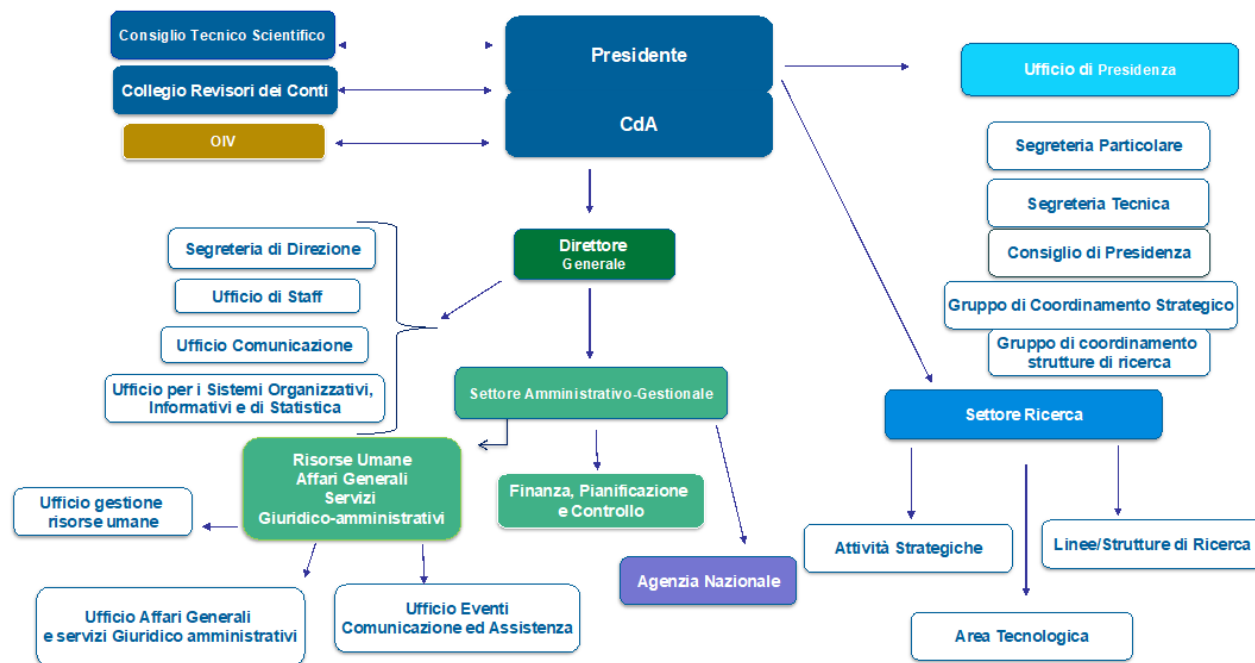 Consiglio Tecnico Scientifico
Presidente
Ufficio di Presidenza
Collegio Revisori dei Conti
CdA
OIV
Segreteria Particolare
Segreteria Tecnica
Segreteria di Direzione
Direttore
Generale
Consiglio di Presidenza
Ufficio di Staff
Gruppo di Coordinamento Strategico
Ufficio Comunicazione
Gruppo di coordinamento
strutture di ricerca
Ufficio per i Sistemi Organizzativi,
Informativi e di Statistica
Settore Amministrativo-Gestionale
Settore Ricerca
Risorse Umane
Affari Generali
Servizi
Giuridico-amministrativi
Finanza, Pianificazione
e Controllo
Ufficio gestione
risorse umane
Attività Strategiche
Linee/Strutture di Ricerca
Agenzia Nazionale
Ufficio Affari Generali
e servizi Giuridico amministrativi
Ufficio Eventi
Comunicazione ed Assistenza
Area Tecnologica